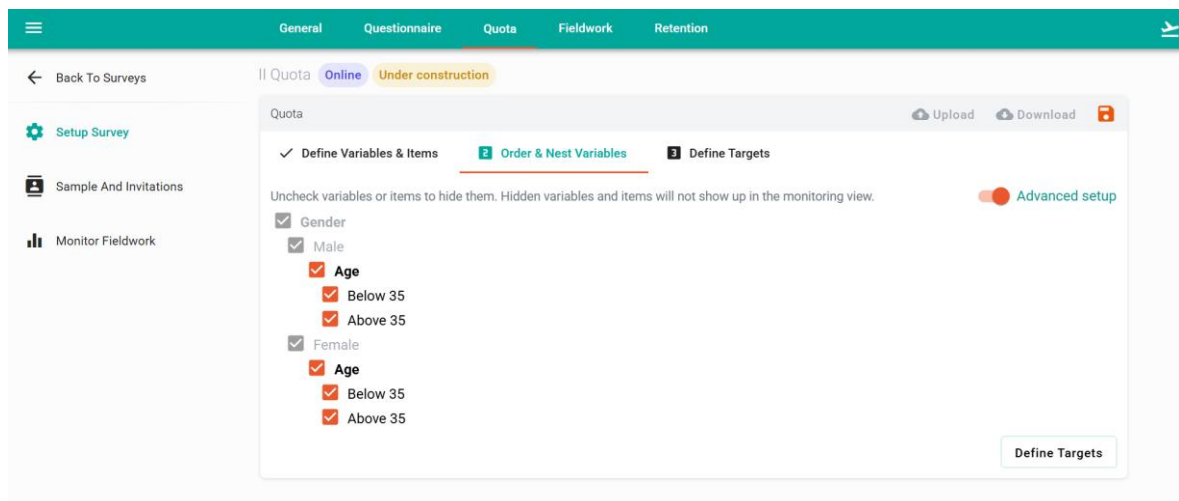 General Questionnaire Quota Fieldwork Retention
Back To Surveys
Setup Survey
Sample And Invitations
Monitor Fieldwork
II Quota Online Under construction
Quota Upload Download
Define Variables & Items 2 Order & Nest Variables 3 Define Targets
Uncheck variables or items to hide them. Hidden variables and items will not show up in the monitoring view. Advanced setup
Gender
Male
Age
Below 35
Above 35
Female
Age
Below 35
Above 35
Define Targets